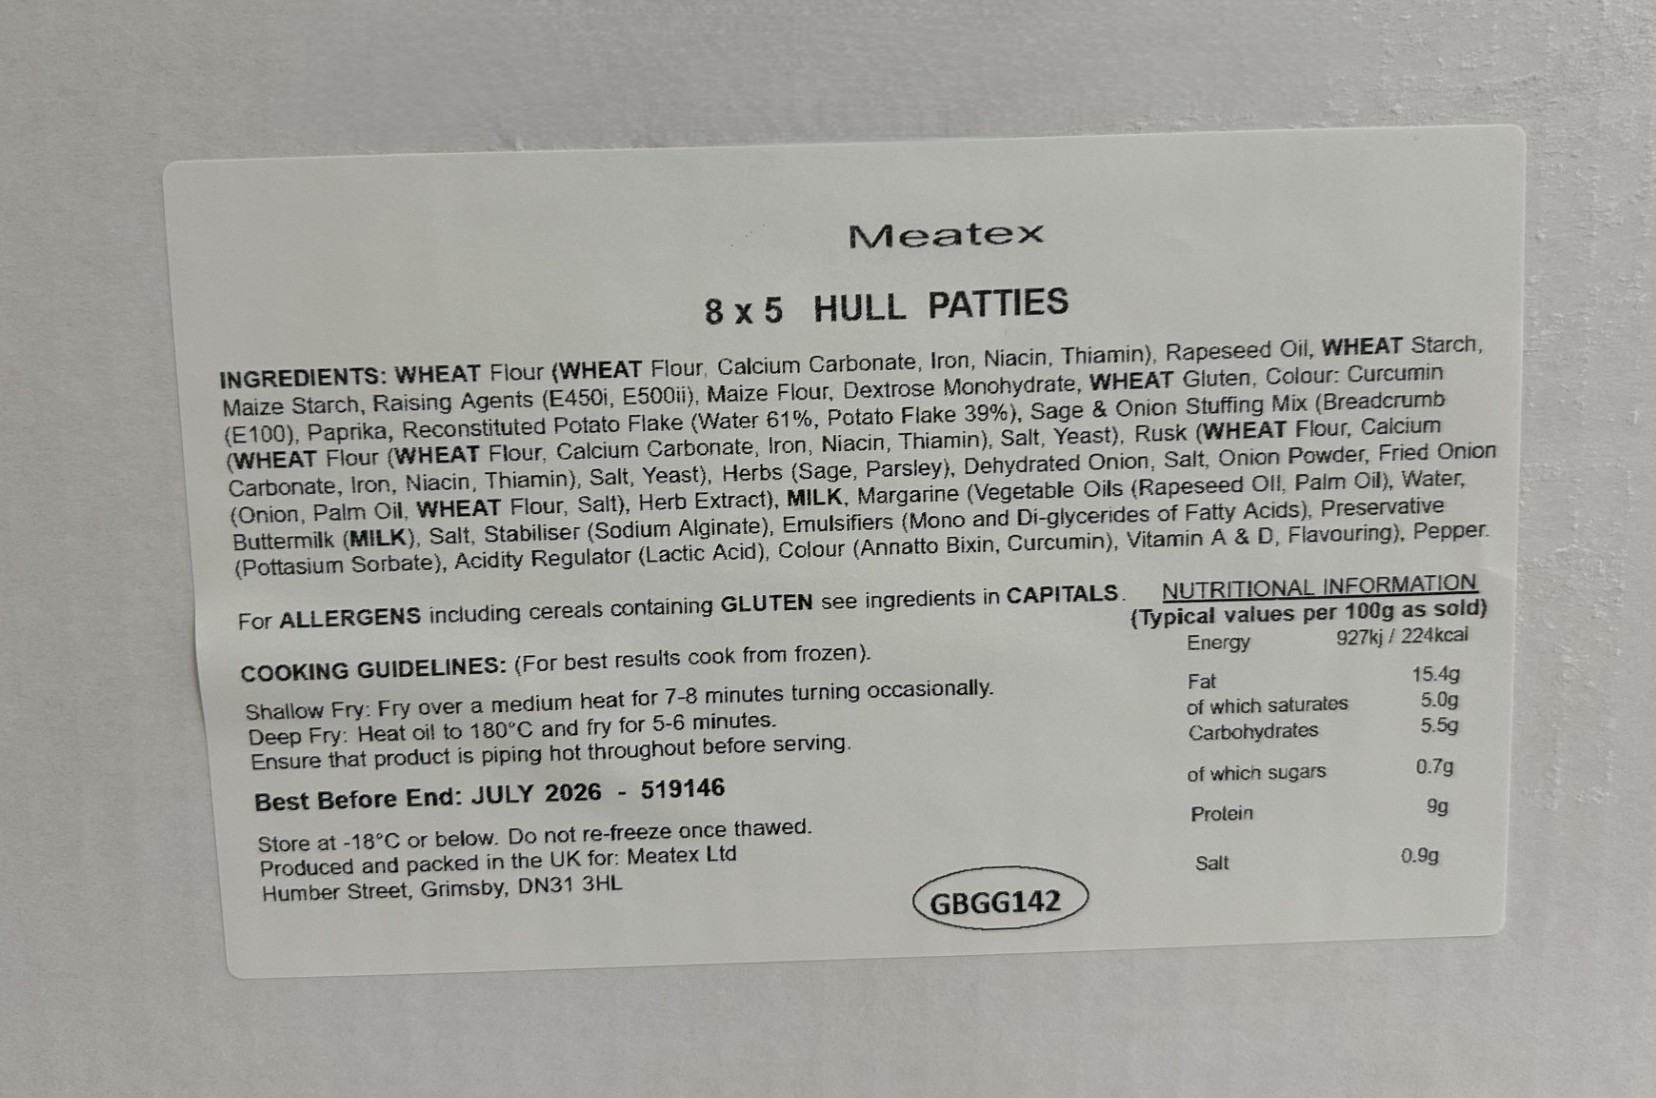 Meatex
8 x 5 HULL PATTIES
INGREDIENTS: WHEAT Flour (WHEAT Flour, Calcium Carbonate, Iron, Niacin, Thiamin), Rapeseed Oil, WHEAT Starch,
Maize Starch, Raising Agents (E450i, E500ii), Maize Flour, Dextrose Monohydrate, WHEAT Gluten, Colour: Curcumin
(E100), Paprika, Reconstituted Potato Flake (Water 61%, Potato Flake 39%), Sage & Onion Stuffing Mix (Breadcrumb
(WHEAT Flour (WHEAT Flour, Calcium Carbonate, Iron, Niacin, Thiamin), Salt, Yeast), Rusk (WHEAT Flour, Calcium
Carbonate, Iron, Niacin, Thiamin), Salt, Yeast), Herbs (Sage, Parsley), Dehydrated Onion, Salt, Onion Powder, Fried Onion
(Onion, Palm Oil, WHEAT Flour, Salt), Herb Extract), MILK, Margarine (Vegetable Oils (Rapeseed OIl, Palm Oil), Water,
Buttermilk (MILK), Salt, Stabiliser (Sodium Alginate), Emulsifiers (Mono and Di-glycerides of Fatty Acids), Preservative
(Pottasium Sorbate), Acidity Regulator (Lactic Acid), Colour (Annatto Bixin, Curcumin), Vitamin A & D, Flavouring), Pepper.
For ALLERGENS including cereals containing GLUTEN see ingredients in CAPITALS.
COOKING GUIDELINES: (For best results cook from frozen).
Shallow Fry: Fry over a medium heat for 7-8 minutes turning occasionally.
Deep Fry: Heat oil to 180°C and fry for 5-6 minutes.
Ensure that product is piping hot throughout before serving.
Best Before End: JULY 2026 - 519146
Store at -18°C or below. Do not re-freeze once thawed.
Produced and packed in the UK for: Meatex Ltd
Humber Street, Grimsby, DN31 3HL
NUTRITIONAL INFORMATION
(Typical values per 100g as sold)
Energy 927kj / 224kcal
Fat 15.4g
of which saturates 5.0g
Carbohydrates 5.5g
of which sugars 0.7g
Protein 9g
Salt 0.9g
GBGG142